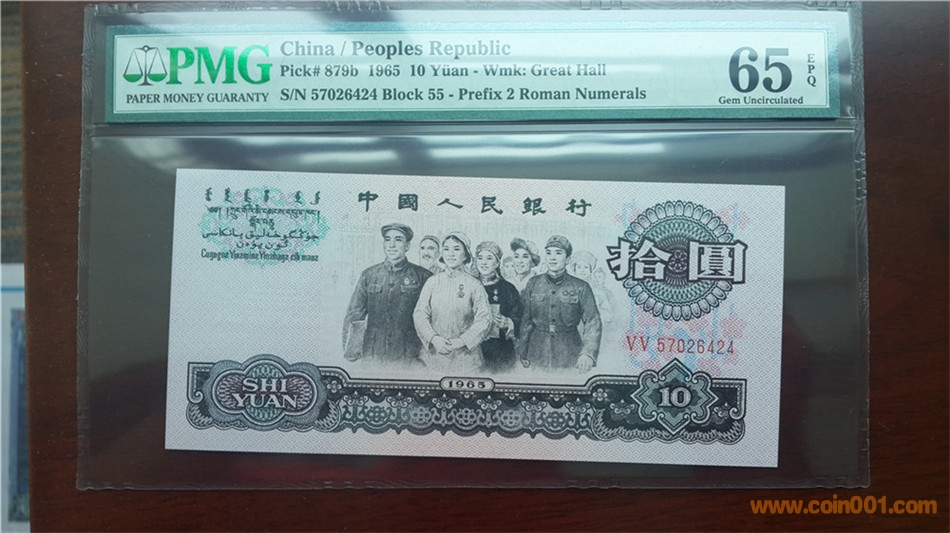 PMG
PAPER MONEY GUARANTY
China / Peoples Republic
Pick# 879b 1965 10 Yüan - Wmk: Great Hall
S/N 57026424 Block 55 - Prefix 2 Roman Numerals
65
EPQ
Gem Uncirculated
中國人民銀行
拾圓
VV 57026424
1965
SHI
YUAN
10
www.coin001.com